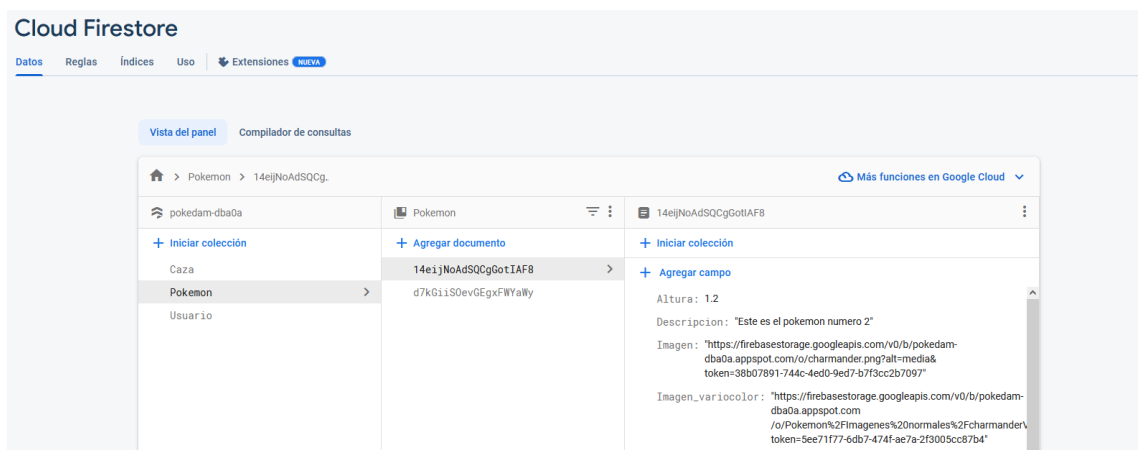 Cloud Firestore
Datos Reglas Índices Uso Extensiones NUEVA
Vista del panel Compilador de consultas
> Pokemon > 14eijNoAdSQCg.. Más funciones en Google Cloud
pokedam-dba0a Pokemon 14eijNoAdSQCgGotIAF8
+ Iniciar colección + Agregar documento + Iniciar colección
Caza 14eijNoAdSQCgGotIAF8 > + Agregar campo
Pokemon > d7kGiiSOevGEgxFWYaWy
Usuario
Altura: 1.2
Descripcion: "Este es el pokemon numero 2"
Imagen: "https://firebasestorage.googleapis.com/v0/b/pokedam-
dba0a.appspot.com/o/charmander.png?alt=media&
token=38b07891-744c-4ed0-9ed7-b7f3cc2b7097"
Imagen_variocolor: "https://firebasestorage.googleapis.com/v0/b/pokedam-
dba0a.appspot.com
/o/Pokemon%2FImagenes%20normales%2FcharmanderV
token=5ee71f77-6db7-474f-ae7a-2f3005cc87b4"